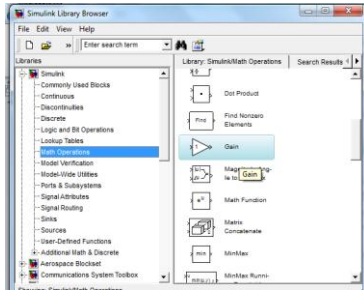 Simulink Library Browser
File Edit View Help
» Enter search term
Libraries
Library: Simulink/Math Operations Search Results
Simulink
Commonly Used Blocks
Continuous
Discontinuities
Discrete
Logic and Bit Operations
Lookup Tables
Math Operations
Model Verification
Model-Wide Utilities
Ports & Subsystems
Signal Attributes
Signal Routing
Sinks
Sources
User-Defined Functions
Additional Math & Discrete
Aerospace Blockset
Communications System Toolbox
Dot Product
Find
Find Nonzero
Elements
1
Gain
Gain
Math Function
Matrix
Concatenate
min
MinMax
MinMax Runni-
Showing: Simulink/Math Operations